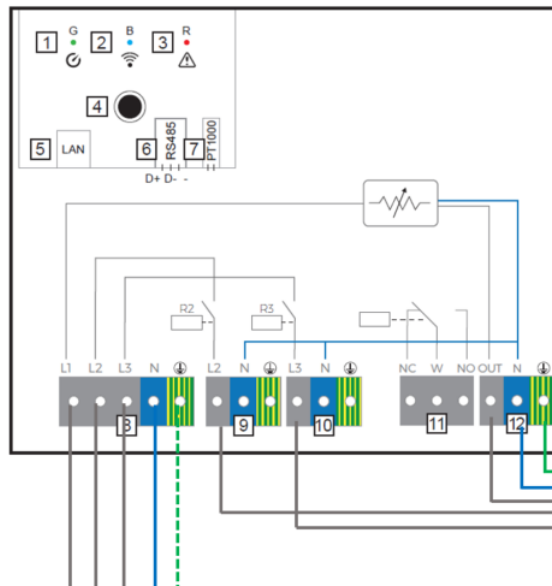 G B R
1 2 3
4
5 LAN 6 RS485 7 PT1000
D+ D- -
R2 R3
L1 L2 L3 N L2 N L3 N NC W NO OUT N
8 9 10 11 12